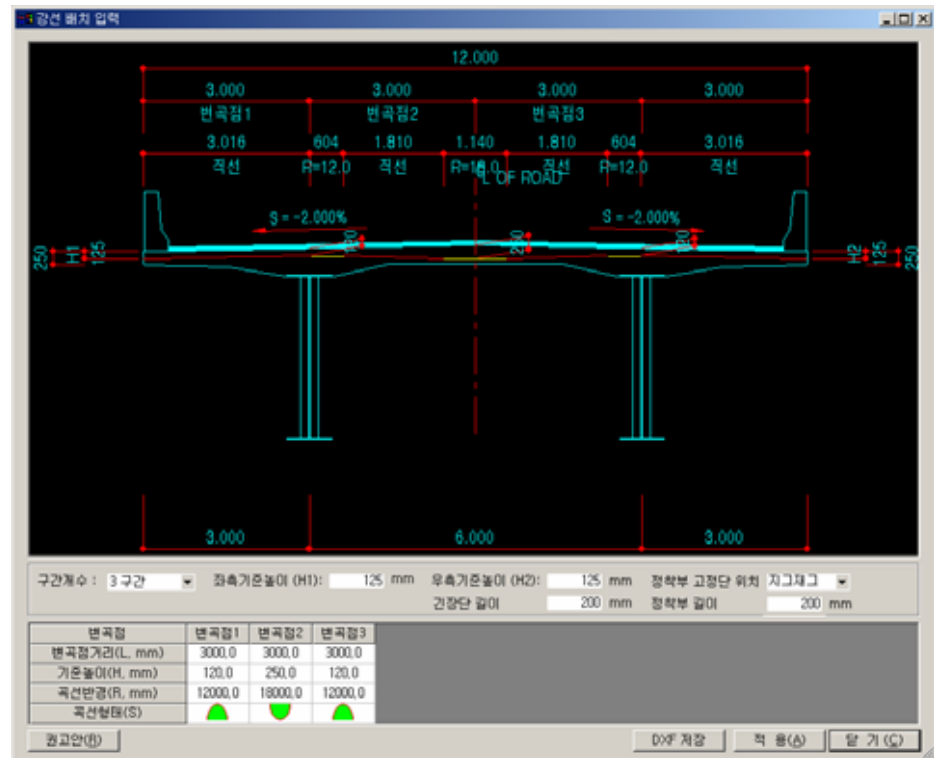 강선 배치 입력
12.000
3.000 3.000 3.000 3.000
변곡점1 변곡점2 변곡점3
3.016 604 1.810 1.140 1.810 604 3.016
직선 R=12.0 직선 R=18.0 직선 R=12.0 직선
℄ OF ROAD
S = -2.000% S = -2.000%
120 250 120
250 H1 125 H2 125 250
3.000 6.000 3.000
구간개수 : 3 구간 좌측기준높이 (H1): 125 mm 우측기준높이 (H2): 125 mm 정착부 고정단 위치 지그재그
긴장단 길이 200 mm 정착부 길이 200 mm
변곡점 변곡점1 변곡점2 변곡점3
변곡점거리(L, mm) 3000,0 3000,0 3000,0
기준높이(H, mm) 120,0 250,0 120,0
곡선반경(R, mm) 12000,0 18000,0 12000,0
곡선형태(S)
권고안(R) DXF 저장 적 용(A) 닫 기(C)